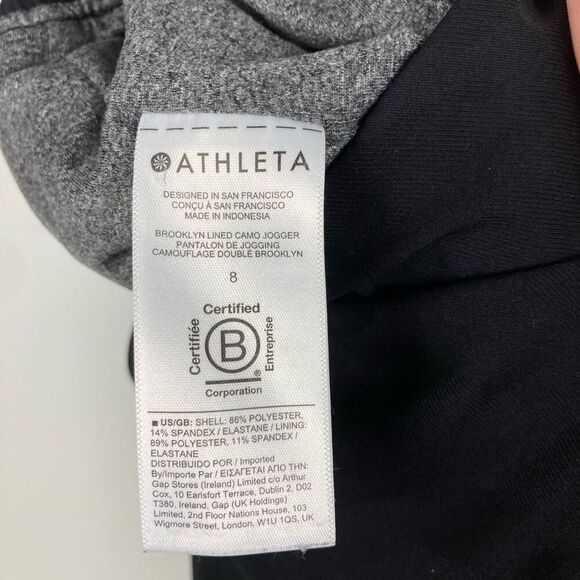 ATHLETA
DESIGNED IN SAN FRANCISCO
CONÇU À SAN FRANCISCO
MADE IN INDONESIA
BROOKLYN LINED CAMO JOGGER
PANTALON DE JOGGING
CAMOUFLAGE DOUBLÉ BROOKLYN
8
Certified
Certifiée
B
Entreprise
®
Corporation
■ US/GB: SHELL: 86% POLYESTER,
14% SPANDEX / ELASTANE / LINING:
89% POLYESTER, 11% SPANDEX /
ELASTANE
DISTRIBUTED PO / Imported
By/Importe Par / ΕΙΣΑΓΕΤΑΙ ΑΠΟ ΤΗΝ
Gap Stores (Ireland) Limited c/o Arthur
Cox, 10 Earlsfort Terrace, Dublin 2, D02
T380, Ireland, Gap (UK Holdings)
Limited, 2nd Floor Nations House, 103
Wigmore Street, London, W1U 1QS, UK